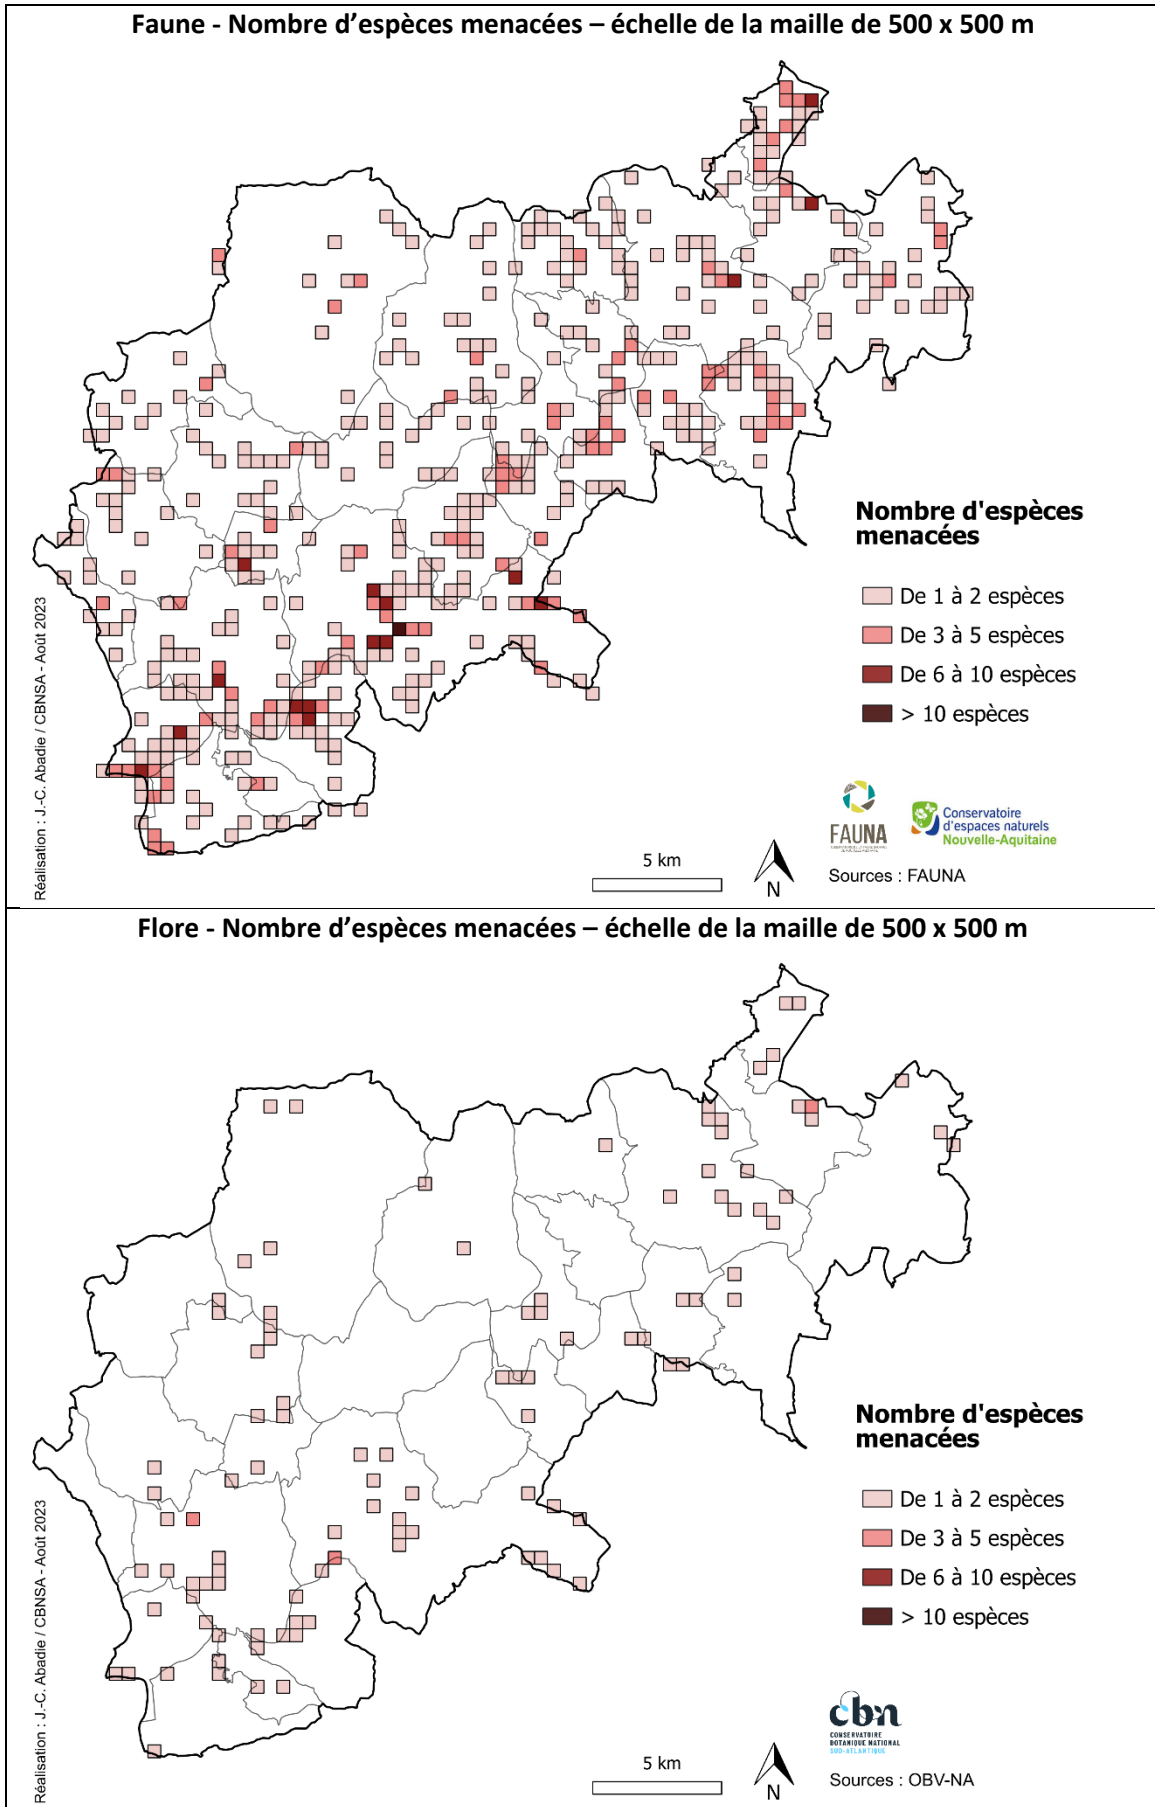 Faune - Nombre d'espèces menacées – échelle de la maille de 500 x 500 m
Nombre d'espèces
menacées
De 1 à 2 espèces
De 3 à 5 espèces
De 6 à 10 espèces
> 10 espèces
Réalisation : J.-C. Abadie / CBNSA - Août 2023
5 km
N
FAUNA
Conservatoire
d'espaces naturels
Nouvelle-Aquitaine
Sources : FAUNA
Flore - Nombre d'espèces menacées – échelle de la maille de 500 x 500 m
Nombre d'espèces
menacées
De 1 à 2 espèces
De 3 à 5 espèces
De 6 à 10 espèces
> 10 espèces
Réalisation : J.-C. Abadie / CBNSA - Août 2023
5 km
N
cbn
CONSERVATOIRE
BOTANIQUE NATIONAL
SUD-ATLANTIQUE
Sources : OBV-NA